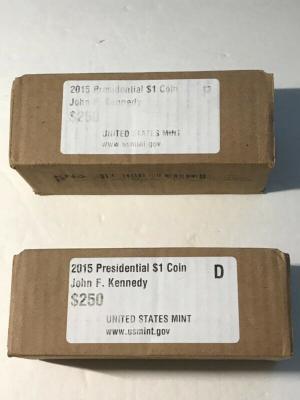 2015 Presidential $1 Coin
John F. Kennedy
$250
UNITED STATES MINT
www.usmint.gov
2015 Presidential $1 Coin D
John F. Kennedy
$250
UNITED STATES MINT
www.usmint.gov